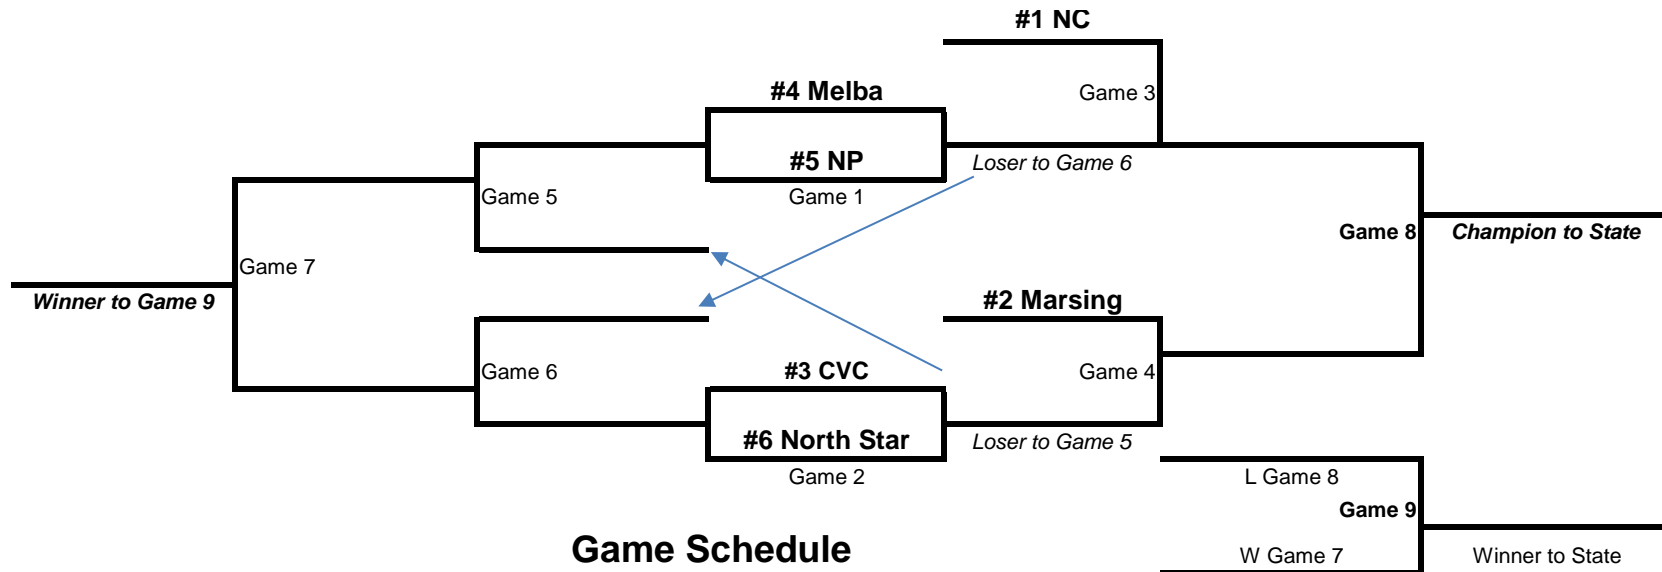 #1 NC
#4 Melba
Game 3
#5 NP
Loser to Game 6
Game 5
Game 1
Game 8
Champion to State
Game 7
Winner to Game 9
#2 Marsing
Game 6
#3 CVC
Game 4
#6 North Star
Loser to Game 5
Game 2
L Game 8
Game 9
Game Schedule
W Game 7
Winner to State